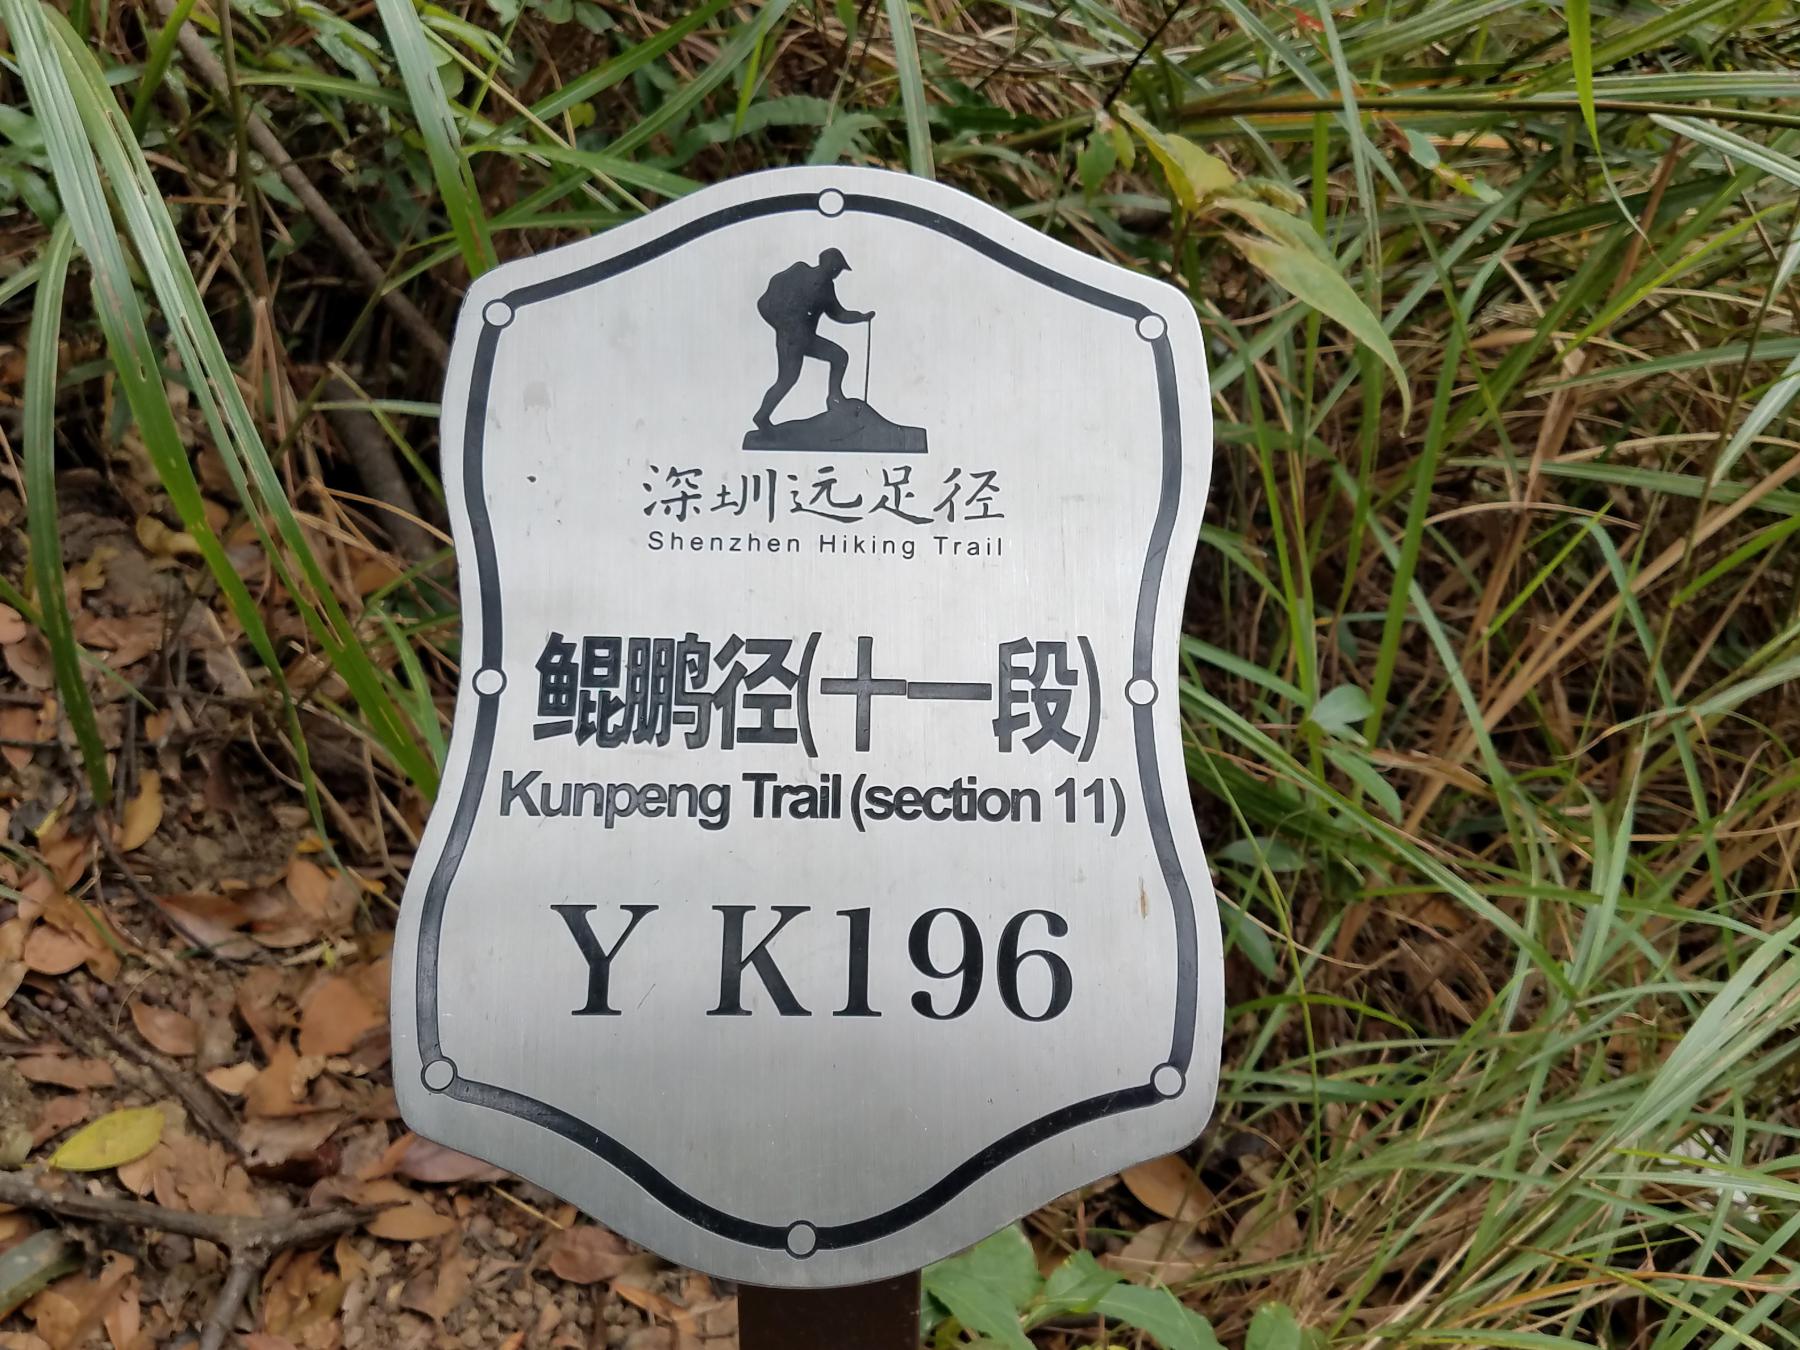 深圳远足径
Shenzhen Hiking Trail
鲲鹏径(十一段)
Kunpeng Trail (section 11)
Y K196